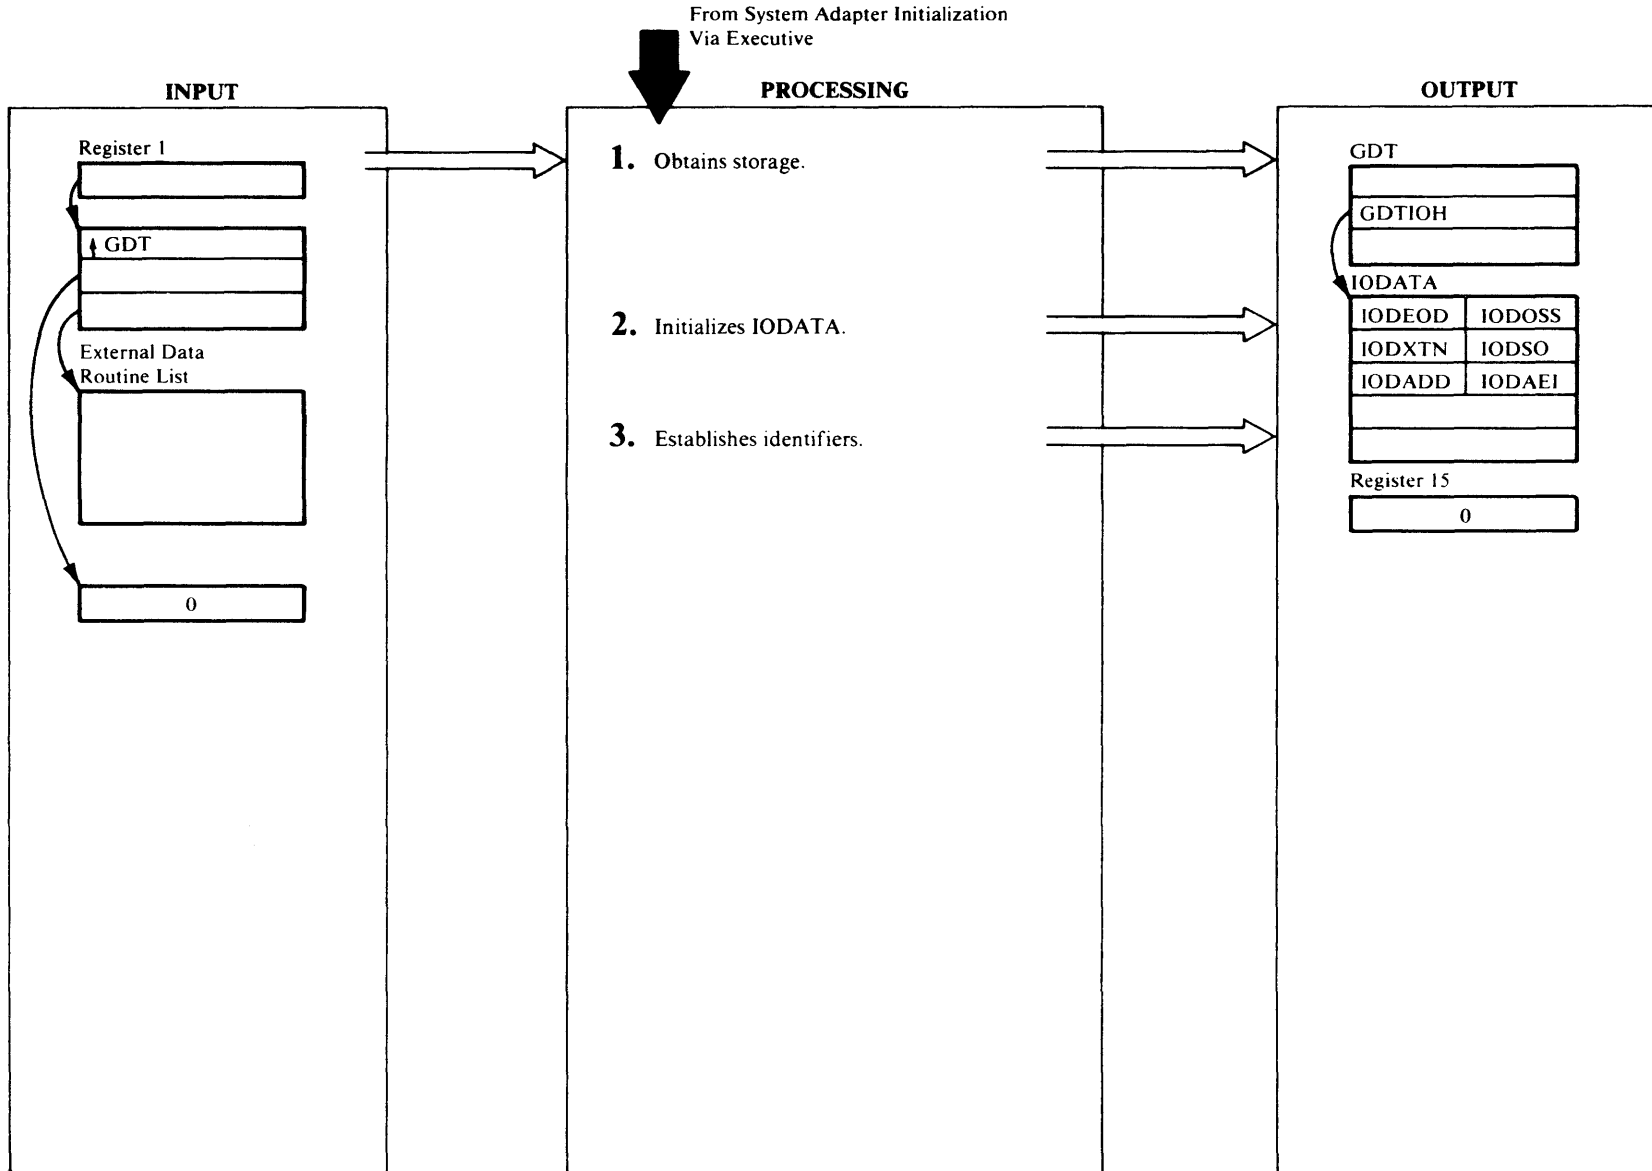 From System Adapter Initialization
Via Executive
INPUT
Register 1
GDT
External Data
Routine List
0
PROCESSING
1. Obtains storage.
2. Initializes IODATA.
3. Establishes identifiers.
OUTPUT
GDT
GDTIOH
IODATA
IODEOD IODOSS
IODXTN IODSO
IODADD IODAEI
Register 15
0